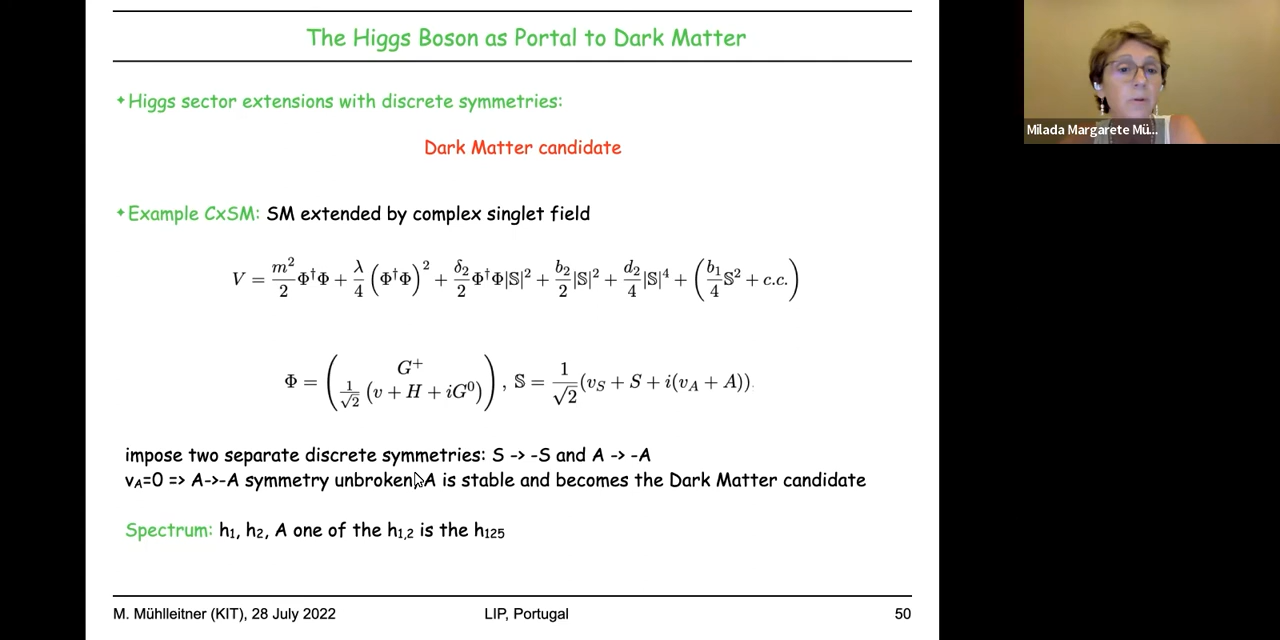 The Higgs Boson as Portal to Dark Matter
Milada Margarete Mü...
✦ Higgs sector extensions with discrete symmetries:
Dark Matter candidate
✦ Example CxSM: SM extended by complex singlet field
V = m²/2 Φ†Φ + λ/4 (Φ†Φ)² + δ₂/2 Φ†Φ|𝕊|² + b₂/2 |𝕊|² + d₂/4 |𝕊|⁴ + (b₁/4 𝕊² + c.c.)
Φ = ( G⁺ ; 1/√2 (v + H + iG⁰) ) , 𝕊 = 1/√2 (v_S + S + i(v_A + A)).
impose two separate discrete symmetries: S -> -S and A -> -A
v_A=0 => A->-A symmetry unbroken A is stable and becomes the Dark Matter candidate
Spectrum: h₁, h₂, A one of the h₁,₂ is the h₁₂₅
M. Mühlleitner (KIT), 28 July 2022 LIP, Portugal 50